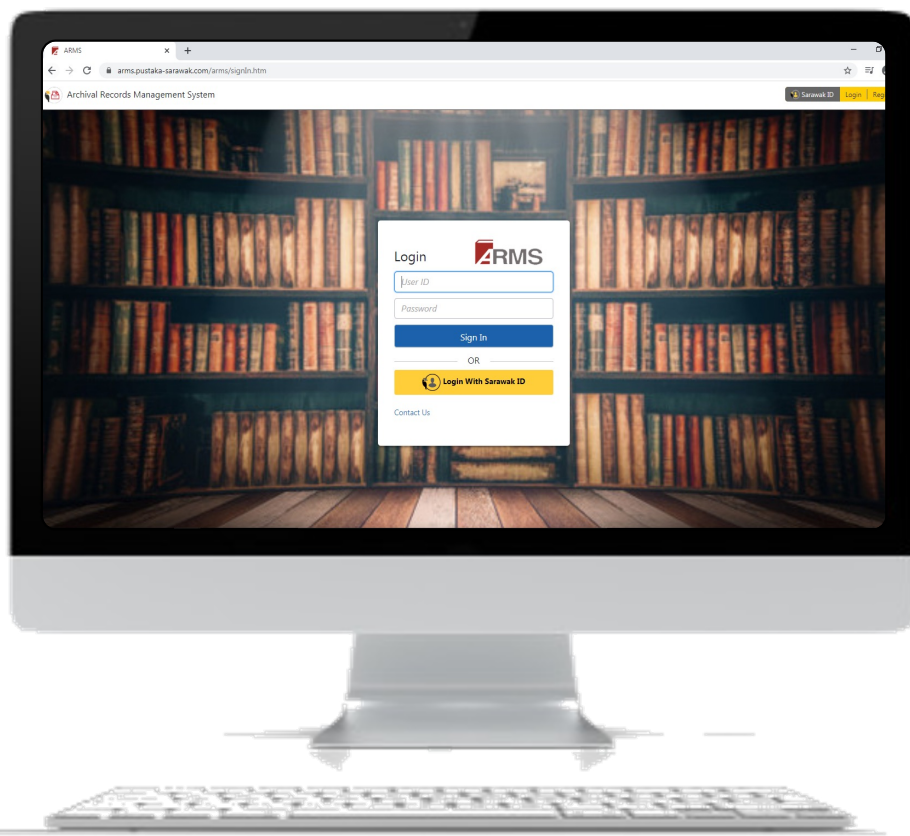 ARMS
arms.pustaka-sarawak.com/arms/signIn.htm
Archival Records Management System
Sarawak ID
Login
Login
ARMS
User ID
Password
Sign In
OR
Login With Sarawak ID
Contact Us